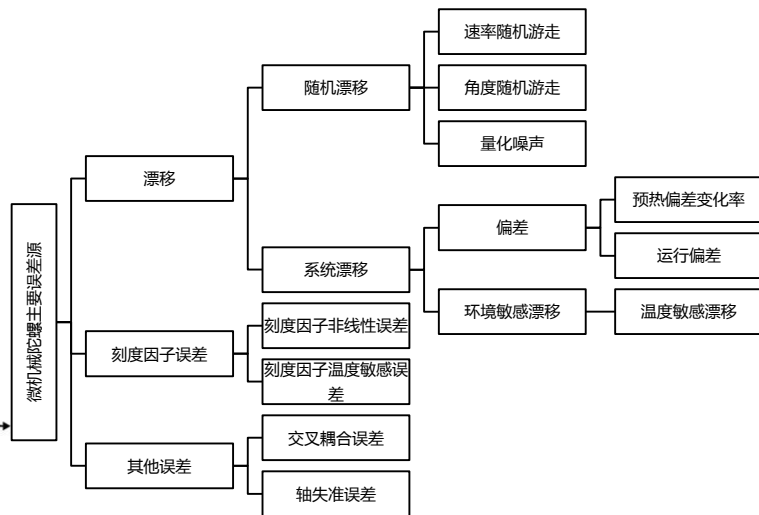 微机械陀螺主要误差源
漂移
随机漂移
速率随机游走
角度随机游走
量化噪声
系统漂移
偏差
预热偏差变化率
运行偏差
环境敏感漂移
温度敏感漂移
刻度因子误差
刻度因子非线性误差
刻度因子温度敏感误
差
其他误差
交叉耦合误差
轴失准误差